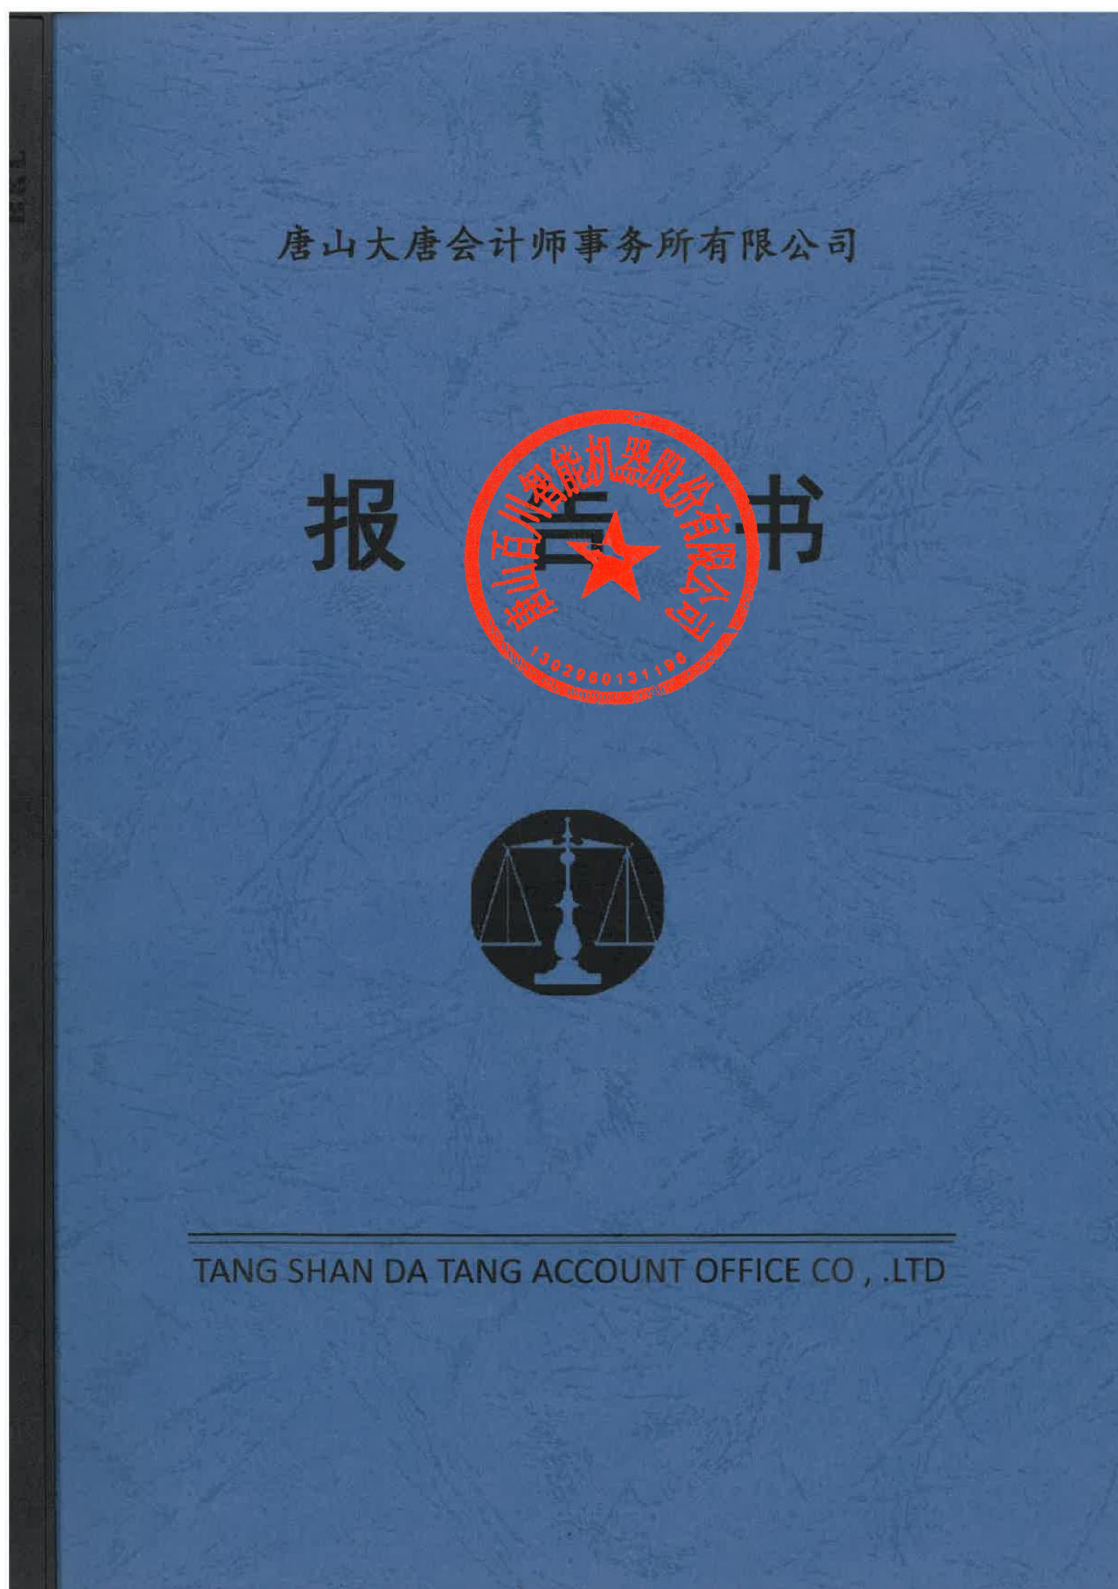 唐山大唐会计师事务所有限公司
报 告 书
唐山百川智能机器股份有限公司
1302960131196
TANG SHAN DA TANG ACCOUNT OFFICE CO , .LTD